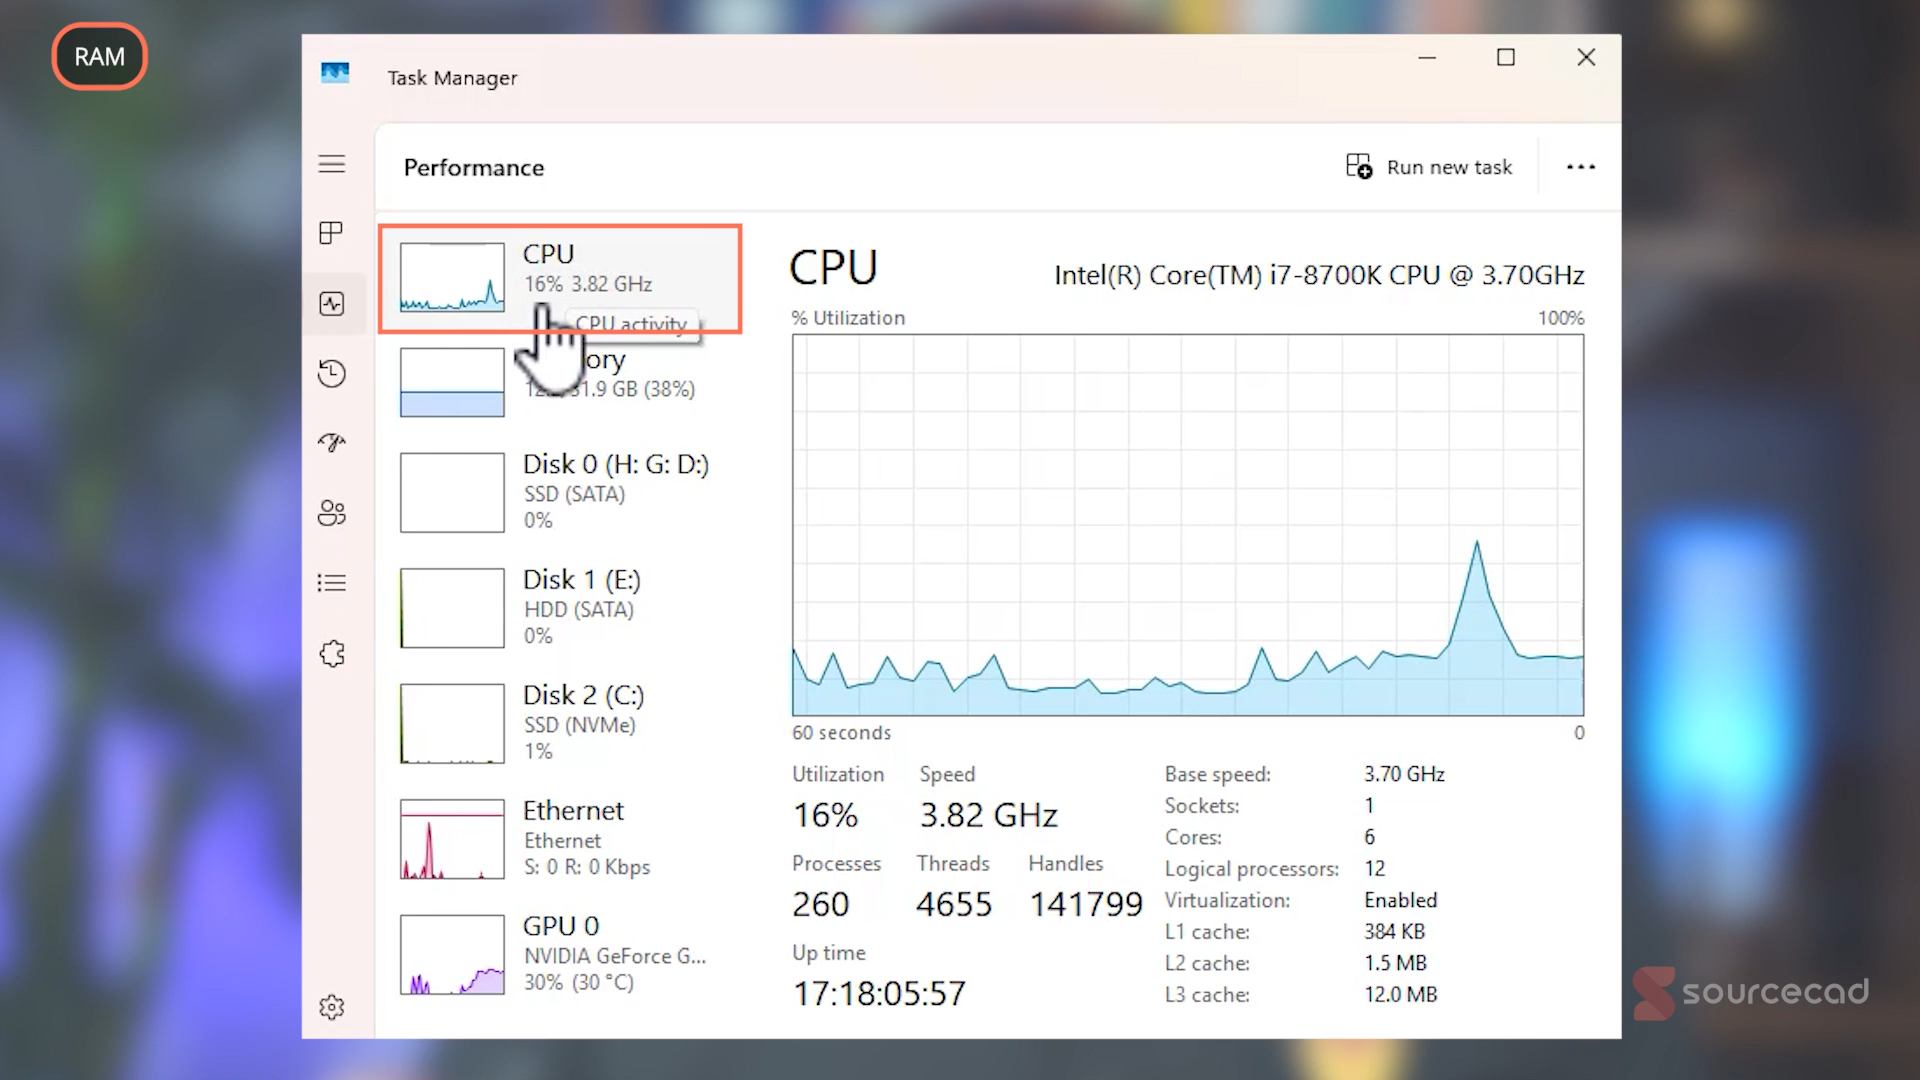 RAM
Task Manager
Performance
Run new task
CPU
16% 3.82 GHz
CPU activity
31.9 GB (38%)
Disk 0 (H: G: D:)
SSD (SATA)
0%
Disk 1 (E:)
HDD (SATA)
0%
Disk 2 (C:)
SSD (NVMe)
1%
Ethernet
Ethernet
S: 0 R: 0 Kbps
GPU 0
NVIDIA GeForce G...
30% (30 °C)
CPU
Intel(R) Core(TM) i7-8700K CPU @ 3.70GHz
% Utilization 100%
60 seconds 0
Utilization Speed
16% 3.82 GHz
Processes Threads Handles
260 4655 141799
Up time
17:18:05:57
Base speed: 3.70 GHz
Sockets: 1
Cores: 6
Logical processors: 12
Virtualization: Enabled
L1 cache: 384 KB
L2 cache: 1.5 MB
L3 cache: 12.0 MB
sourcecad